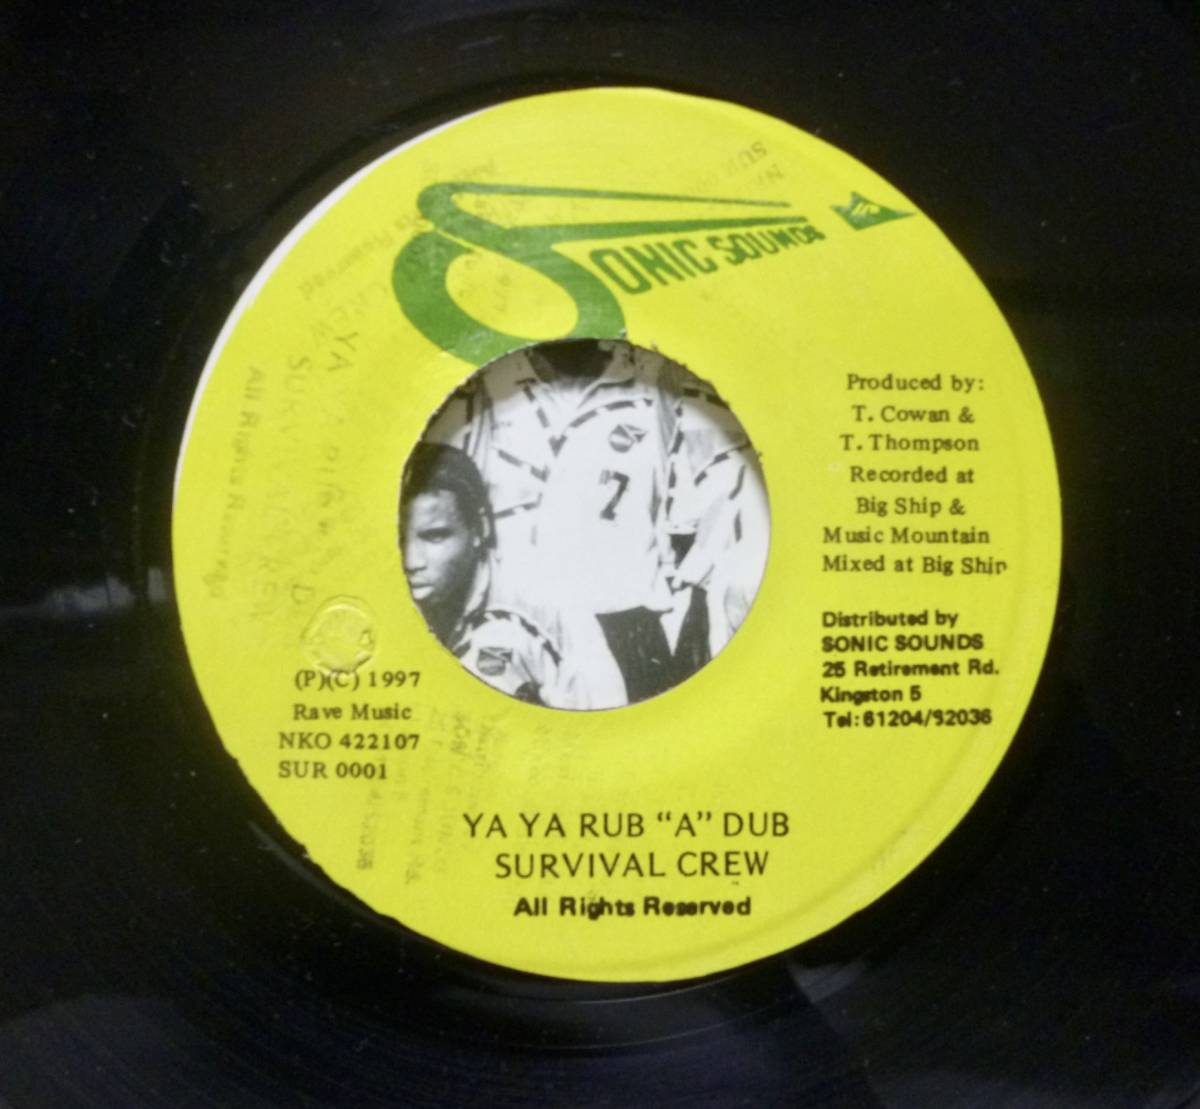 SONIC SOUNDS
7
Produced by:
T. Cowan &
T. Thompson
Recorded at
Big Ship &
Music Mountain
Mixed at Big Ship
Distributed by
SONIC SOUNDS
25 Retirement Rd.
Kingston 5
Tel:61204/92036
(P)(C) 1997
Rave Music
NKO 422107
SUR 0001
YA YA RUB “A” DUB
SURVIVAL CREW
All Rights Reserved